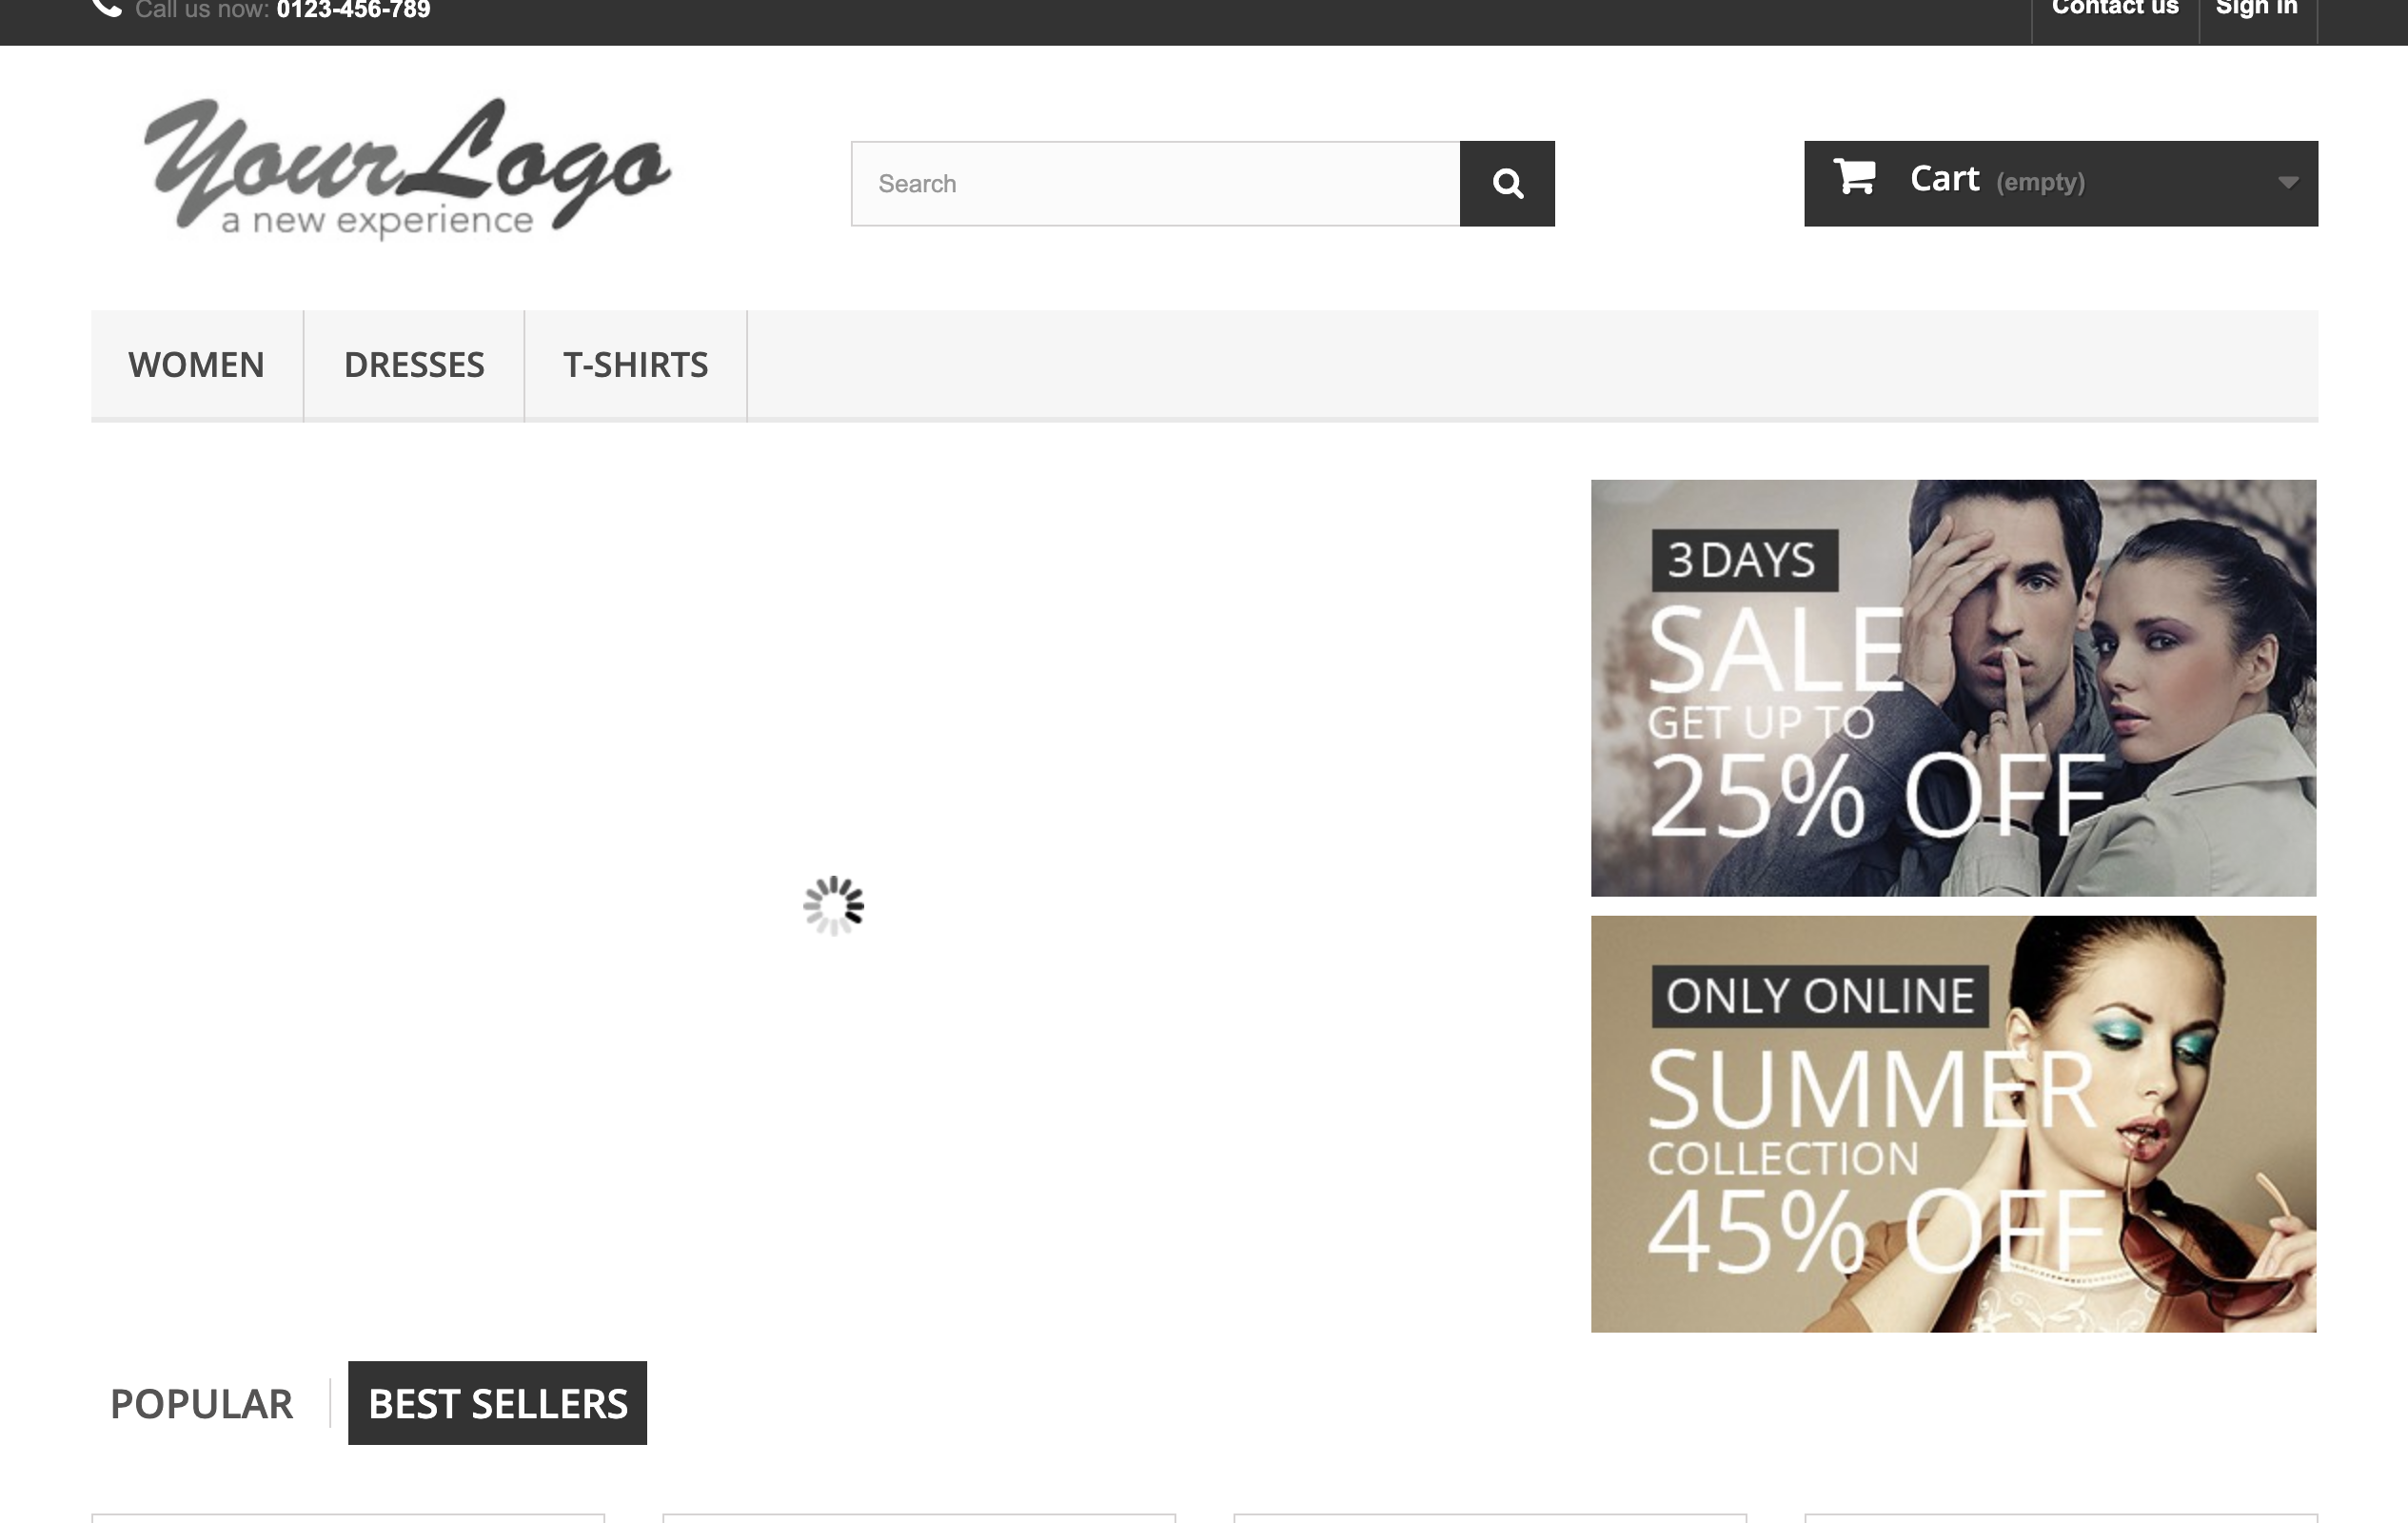 Call us now: 0123-456-789
Contact us
Sign in
YourLogo
a new experience
Search
Cart (empty)
WOMEN
DRESSES
T-SHIRTS
3 DAYS
SALE
GET UP TO
25% OFF
ONLY ONLINE
SUMMER
COLLECTION
45% OFF
POPULAR
BEST SELLERS